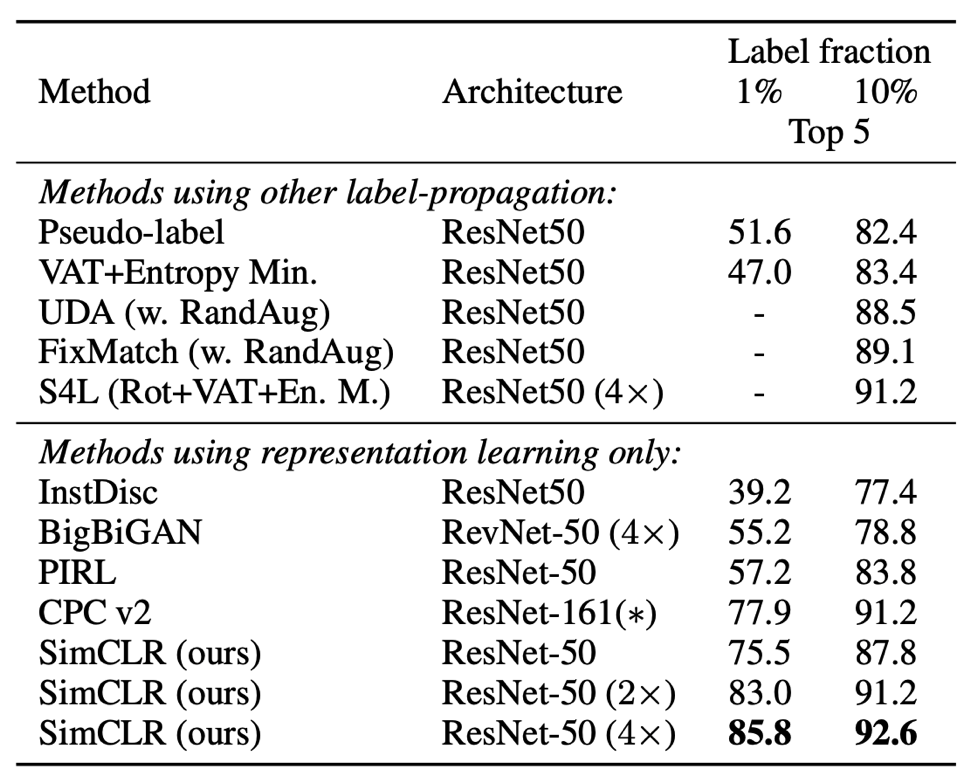 Label fraction
Method Architecture 1% 10%
Top 5
Methods using other label-propagation:
Pseudo-label ResNet50 51.6 82.4
VAT+Entropy Min. ResNet50 47.0 83.4
UDA (w. RandAug) ResNet50 - 88.5
FixMatch (w. RandAug) ResNet50 - 89.1
S4L (Rot+VAT+En. M.) ResNet50 (4×) - 91.2
Methods using representation learning only:
InstDisc ResNet50 39.2 77.4
BigBiGAN RevNet-50 (4×) 55.2 78.8
PIRL ResNet-50 57.2 83.8
CPC v2 ResNet-161(∗) 77.9 91.2
SimCLR (ours) ResNet-50 75.5 87.8
SimCLR (ours) ResNet-50 (2×) 83.0 91.2
SimCLR (ours) ResNet-50 (4×) 85.8 92.6